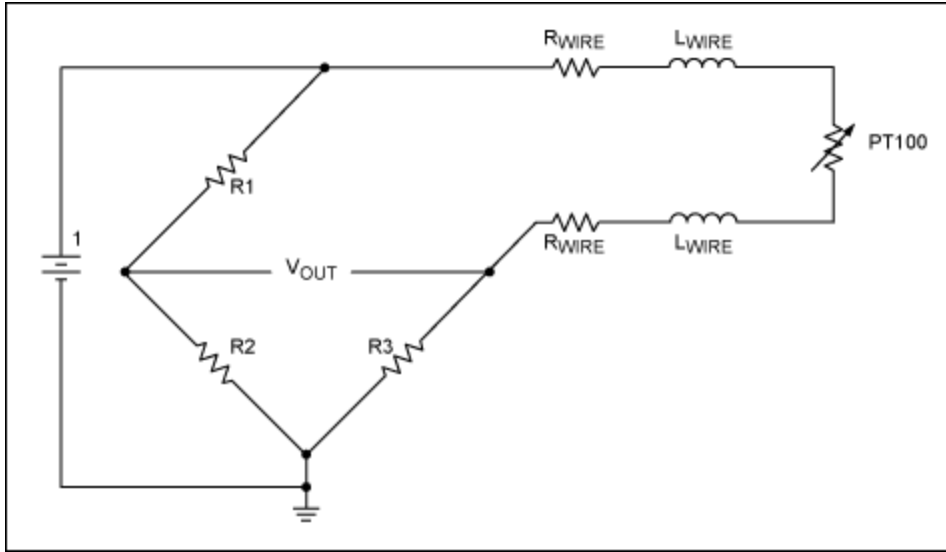 RWIRE LWIRE
PT100
R1
RWIRE LWIRE
1
VOUT
R2 R3